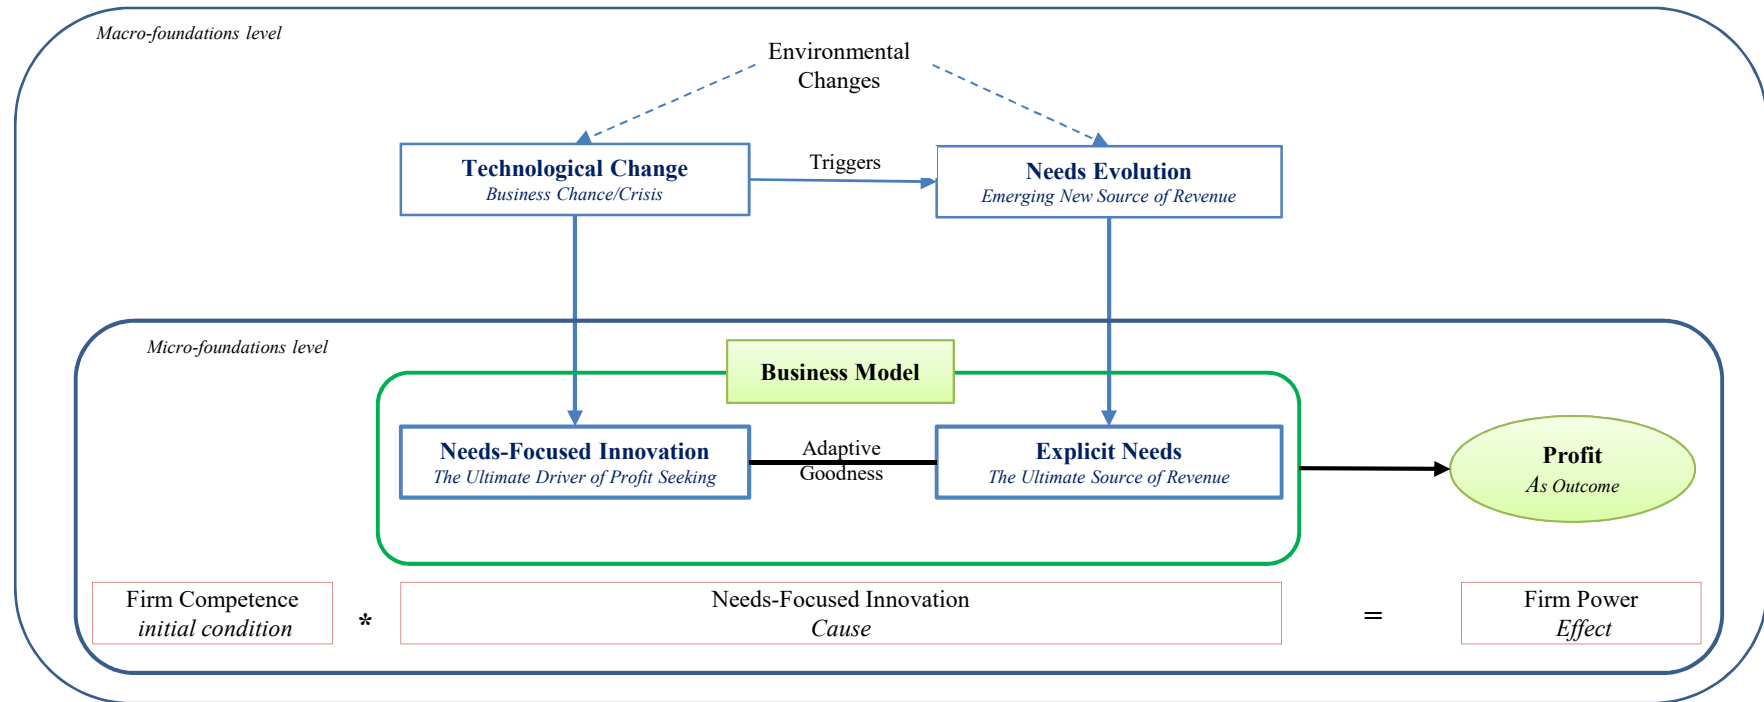 Macro-foundations level
Environmental
Changes
Technological Change
Business Chance/Crisis
Triggers
Needs Evolution
Emerging New Source of Revenue
Micro-foundations level
Business Model
Needs-Focused Innovation
The Ultimate Driver of Profit Seeking
Adaptive
Goodness
Explicit Needs
The Ultimate Source of Revenue
Profit
As Outcome
Firm Competence
initial condition
*
Needs-Focused Innovation
Cause
=
Firm Power
Effect